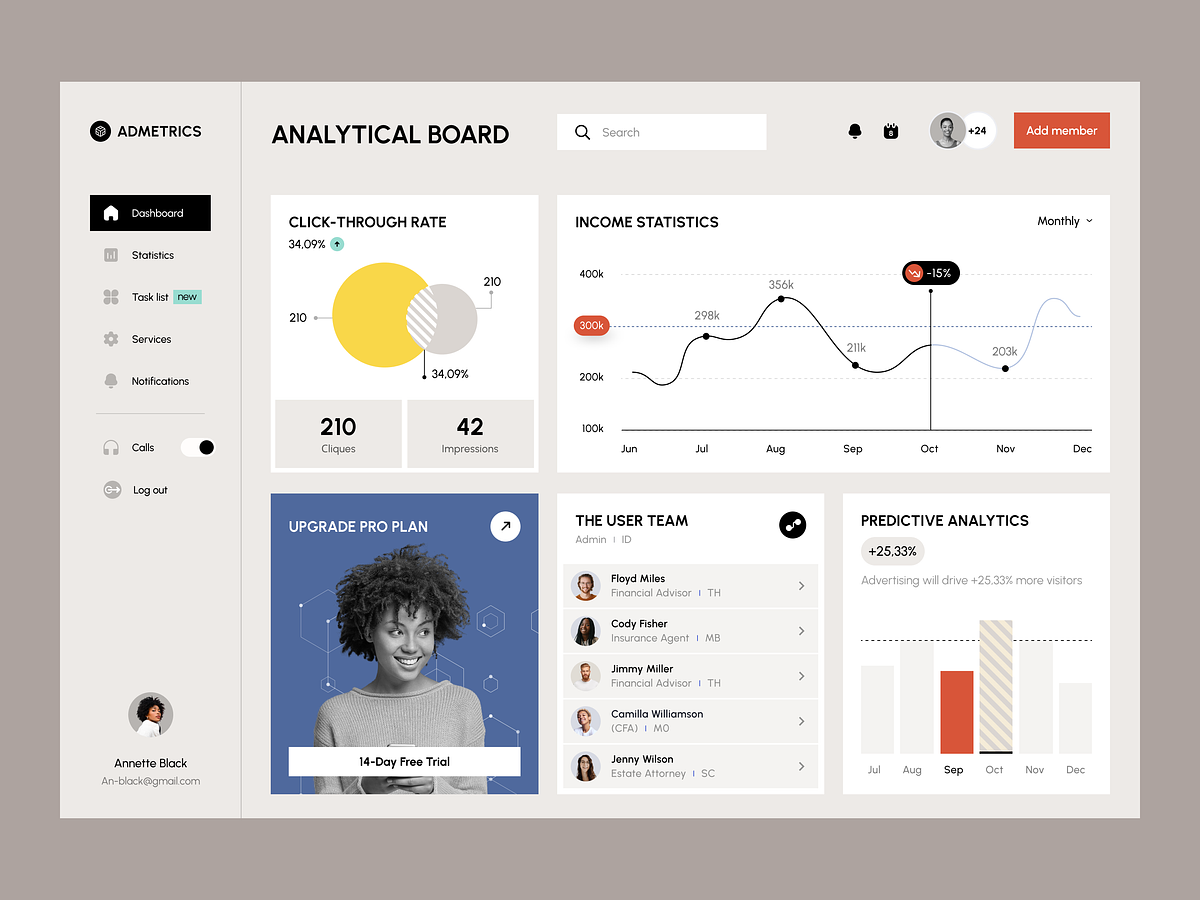 ADMETRICS
Dashboard
Statistics
Task list new
Services
Notifications
Calls
Log out
Annette Black
An-black@gmail.com
ANALYTICAL BOARD
Search
8
+24
Add member
CLICK-THROUGH RATE
34,09%
210
210
34,09%
210
Cliques
42
Impressions
INCOME STATISTICS
Monthly
400k
300k
200k
100k
298k
356k
211k
-15%
203k
Jun Jul Aug Sep Oct Nov Dec
UPGRADE PRO PLAN
14-Day Free Trial
THE USER TEAM
Admin I ID
Floyd Miles
Financial Advisor I TH
Cody Fisher
Insurance Agent I MB
Jimmy Miller
Financial Advisor I TH
Camilla Williamson
(CFA) I M0
Jenny Wilson
Estate Attorney I SC
PREDICTIVE ANALYTICS
+25,33%
Advertising will drive +25,33% more visitors
Jul Aug Sep Oct Nov Dec